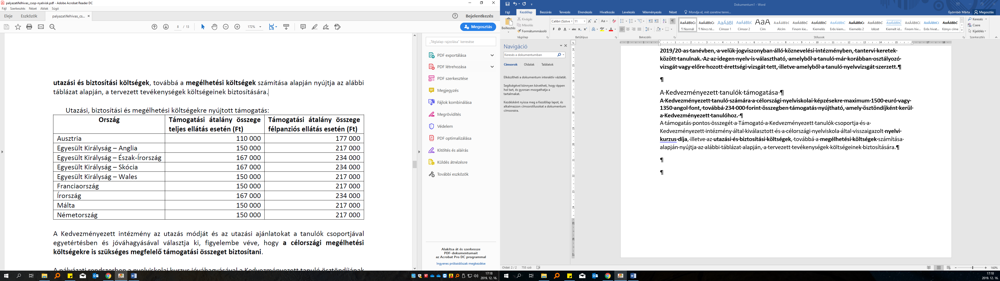 palyazatifelhivas_csop-nyelvisk.pdf - Adobe Acrobat Reader DC
Fájl Szerkesztés Nézet Ablak Súgó
Eleje Eszközök palyazatifelhivas_cs... × Bejelentkezés
8 / 13 172% Megosztás
utazási és biztosítási költségek, továbbá a megélhetési költségek számítása alapján nyújtja az alábbi
táblázat alapján, a tervezett tevékenységek költségeinek biztosítására.
Utazási, biztosítási és megélhetési költségekre nyújtott támogatás:
Ország Támogatási átalány összege teljes ellátás esetén (Ft) Támogatási átalány összege félpanziós ellátás esetén (Ft)
Ausztria 110 000 177 000
Egyesült Királyság – Anglia 150 000 217 000
Egyesült Királyság – Észak-Írország 167 000 234 000
Egyesült Királyság – Skócia 167 000 234 000
Egyesült Királyság – Wales 150 000 217 000
Franciaország 150 000 217 000
Írország 167 000 234 000
Málta 150 000 217 000
Németország 150 000 217 000
A Kedvezményezett intézmény az utazás módját és az utazási ajánlatokat a tanulók csoportjával
egyetértésben és jóváhagyásával választja ki, figyelembe véve, hogy a célországi megélhetési
költségekre is szükséges megfelelő támogatási összeget biztosítani.
A pályázati rendszerben a nyelviskolai kurzus jóváhagyásával a Kedvezményezett tanuló ösztöndíjának
„Téglalap rajzolása" keresése
PDF exportálása
PDF létrehozása
PDF szerkesztése
Megjegyzés
Fájlok kombinálása
Megrövidítés
Védelem
PDF optimalizálása
Kitöltés és aláírás
Küldés átnézésre
További eszközök
Alakítsa át és szerkessze
PDF-dokumentumait
az Acrobat Pro DC programmal
Ingyenes próbaidőszak megkezdése
17:18
2019. 12. 16.
Dokumentum1 - Word
Fájl Kezdőlap Beszúrás Tervezés Elrendezés Hivatkozás Levelezés Véleményezés Nézet Mondja el, mit szeretne tenni... Gyömbér Márta Megosztás
Beillesztés
Kivágás
Másolás
Formátummásoló
Vágólap
Calibri (Szöve 11
F D A abc x₂ x²
Betűtípus
Bekezdés
¶ Normál ¶ Nincs té... Címsor 1 Címsor 2 Cím Alcím Finom kie... Kiemelés Erős kiem... Kiemelés 2 Idézet Kiemelt id... Finom hiv... Erős hivat... Könyv címe
Stílusok
Keresés
Csere
Kijelölés
Szerkesztés
Navigáció
Keresés a dokumentumban
Címsorok Oldalak Találatok
Elkészítheti a dokumentum interaktív vázlatát.
Segítségével könnyen követheti, hogy éppen
hol tart, és gyorsan mozgathatja a
tartalmakat.
Kezdésként nyissa meg a Kezdőlap lapot, és
alkalmazzon címsorstílusokat a dokumentum
címsoraira.
2019/20-as·tanévben,·a·velük·jogviszonyban·álló·köznevelési·intézményben,·tantervi·keretek·
között·tanulnak.·Az·az·idegen·nyelv·is·választható,·amelyből·a·tanuló·már·korábban·osztályozó·
vizsgát·vagy·előre·hozott·érettségi·vizsgát·tett,·illetve·amelyből·a·tanuló·nyelvvizsgát·szerzett.¶
¶
A·Kedvezményezett·tanulók·támogatása·¶
A·Kedvezményezett·tanuló·számára·a·célországi·nyelviskolai·képzésekre·maximum·1500·euró·vagy·
1350·angol·font,·továbbá·234·000·forint·összegben·támogatás·nyújtható,·amely·ösztöndíjként·kerül·
a·Kedvezményezett·tanulóhoz.·¶
A·támogatás·pontos·összegét·a·Támogató·a·Kedvezményezett·tanulók·csoportja·és·a·
Kedvezményezett·intézmény·által·kiválasztott·és·a·célországi·nyelviskola·által·visszaigazolt·nyelvi·
kurzus·díja,·illetve·az·utazási·és·biztosítási·költségek,·továbbá·a·megélhetési·költségek·számítása·
alapján·nyújtja·az·alábbi·táblázat·alapján,·a·tervezett·tevékenységek·költségeinek·biztosítására.¶
¶
¶
Oldal: 2 / 2 755 szó 160%
17:18
2019. 12. 16.